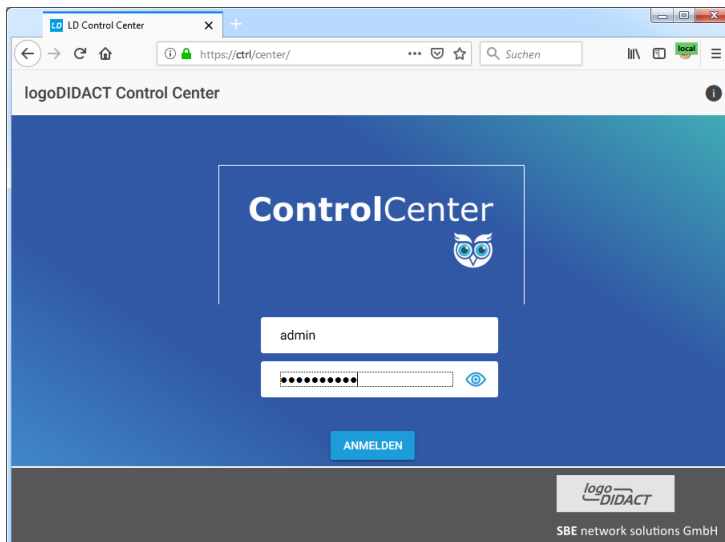 LD LD Control Center
https://ctrl/center/
Suchen
local
logoDIDACT Control Center
ControlCenter
admin
ANMELDEN
logo
DIDACT
SBE network solutions GmbH